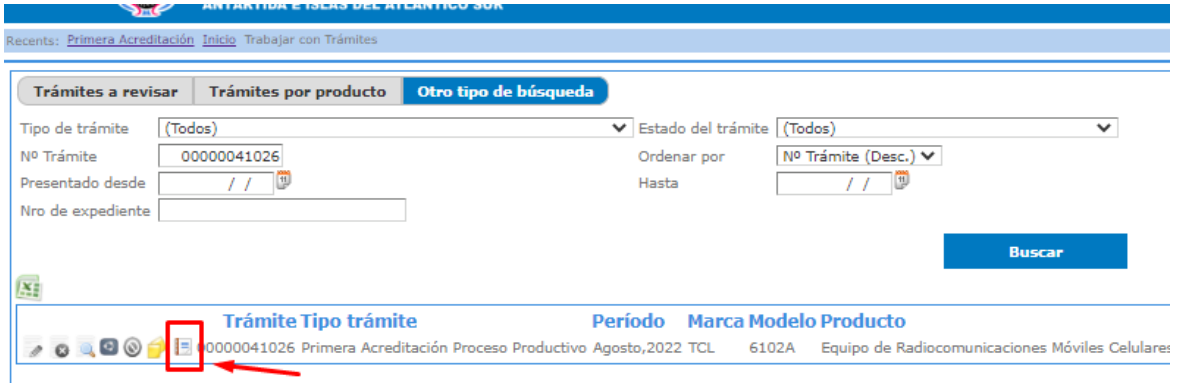 ANTÁRTIDA E ISLAS DEL ATLÁNTICO SUR
Recents: Primera Acreditación Inicio Trabajar con Trámites
Trámites a revisar Trámites por producto Otro tipo de búsqueda
Tipo de trámite (Todos) Estado del trámite (Todos)
Nº Trámite 00000041026 Ordenar por Nº Trámite (Desc.)
Presentado desde / / Hasta / /
Nro de expediente
Buscar
Trámite Tipo trámite Período Marca Modelo Producto
00000041026 Primera Acreditación Proceso Productivo Agosto,2022 TCL 6102A Equipo de Radiocomunicaciones Móviles Celulares